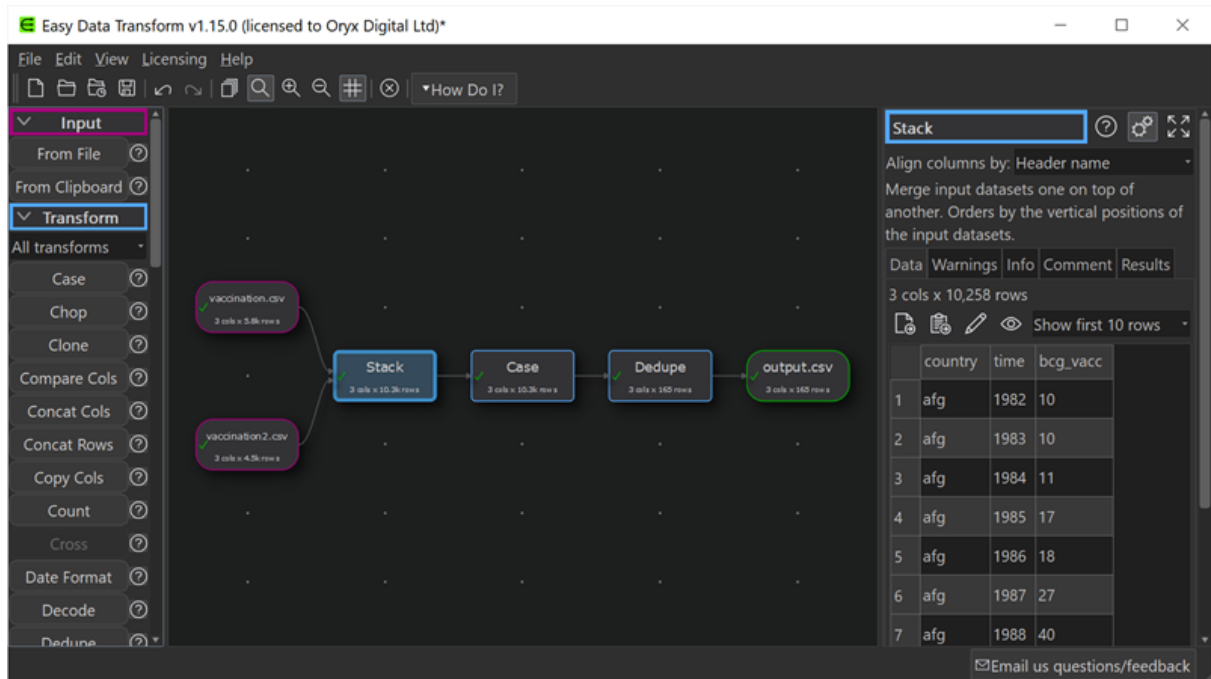 Easy Data Transform v1.15.0 (licensed to Oryx Digital Ltd)*
File Edit View Licensing Help
How Do I?
Input
From File
From Clipboard
Transform
All transforms
Case
Chop
Clone
Compare Cols
Concat Cols
Concat Rows
Copy Cols
Count
Cross
Date Format
Decode
Dedupe
vaccination.csv
3 cols x 5.8k rows
vaccination2.csv
3 cols x 4.5k rows
Stack
3 cols x 10.3k rows
Case
3 cols x 10.3k rows
Dedupe
3 cols x 165 rows
output.csv
3 cols x 165 rows
Stack
Align columns by: Header name
Merge input datasets one on top of
another. Orders by the vertical positions of
the input datasets.
Data Warnings Info Comment Results
3 cols x 10,258 rows
Show first 10 rows
country time bcg_vacc
1 afg 1982 10
2 afg 1983 10
3 afg 1984 11
4 afg 1985 17
5 afg 1986 18
6 afg 1987 27
7 afg 1988 40
Email us questions/feedback